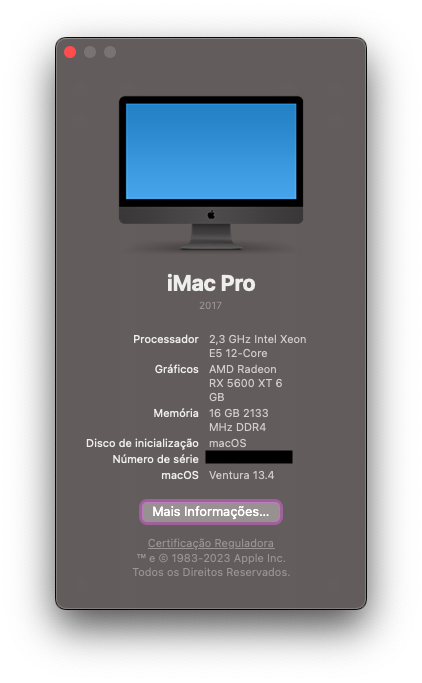 iMac Pro
2017
Processador 2,3 GHz Intel Xeon
E5 12-Core
Gráficos AMD Radeon
RX 5600 XT 6
GB
Memória 16 GB 2133
MHz DDR4
Disco de inicialização macOS
Número de série
macOS Ventura 13.4
Mais Informações...
Certificação Reguladora
™ e © 1983-2023 Apple Inc.
Todos os Direitos Reservados.